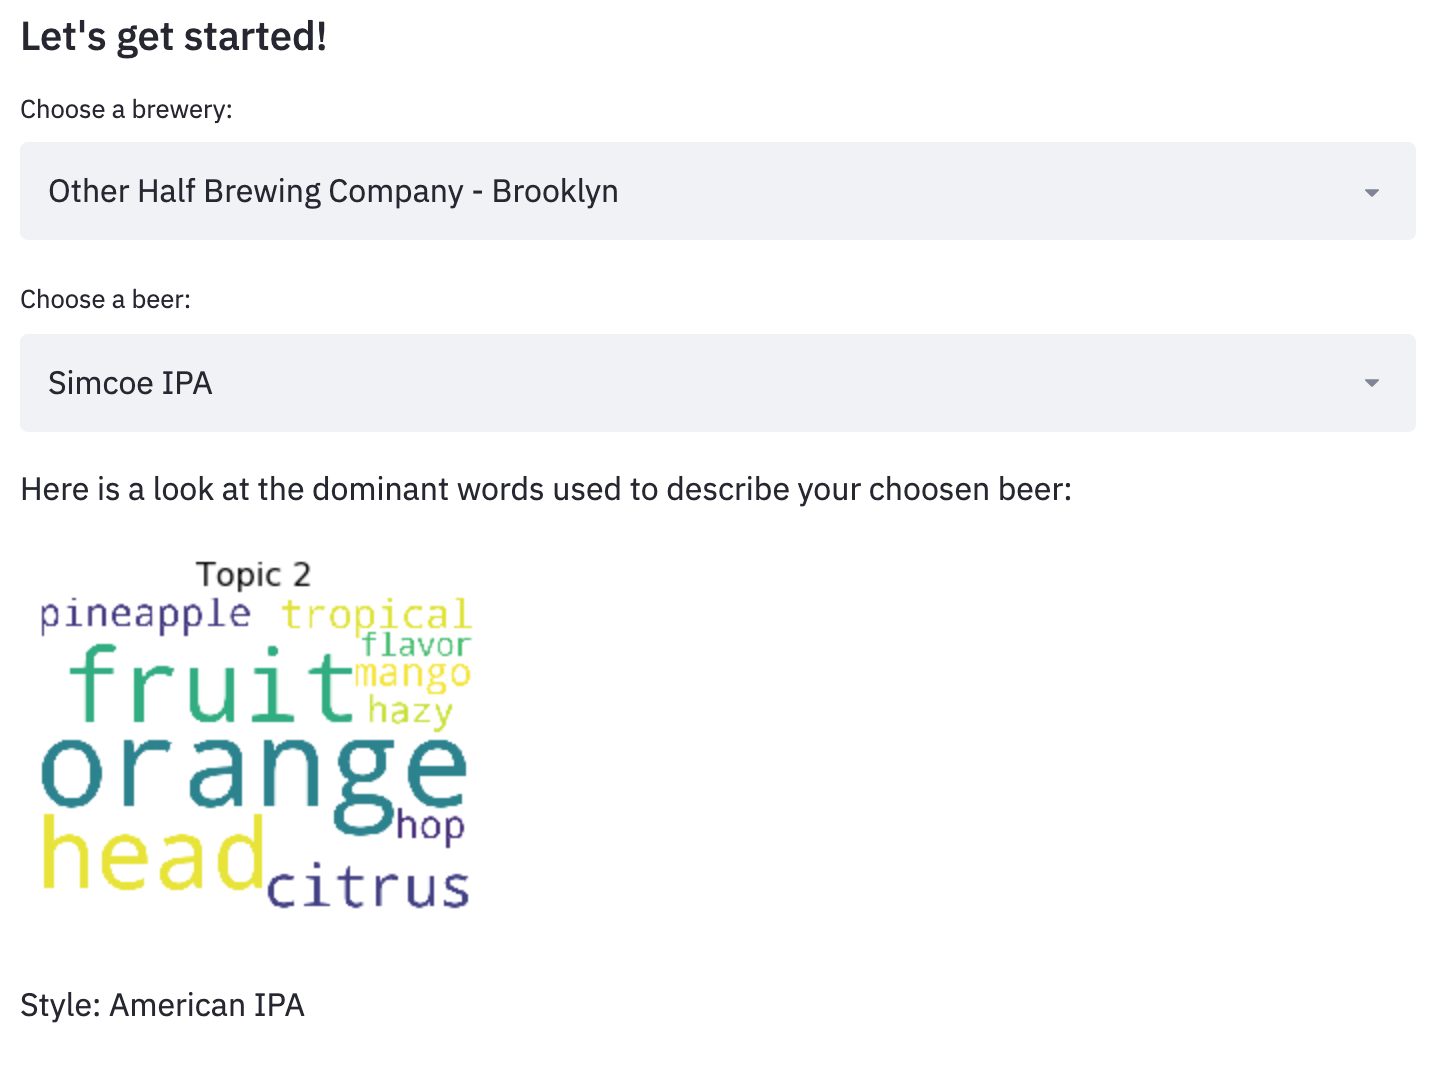 Let's get started!
Choose a brewery:
Other Half Brewing Company - Brooklyn
Choose a beer:
Simcoe IPA
Here is a look at the dominant words used to describe your choosen beer:
Topic 2
pineapple tropical
flavor
fruit mango
hazy
orange
hop
head
citrus
Style: American IPA